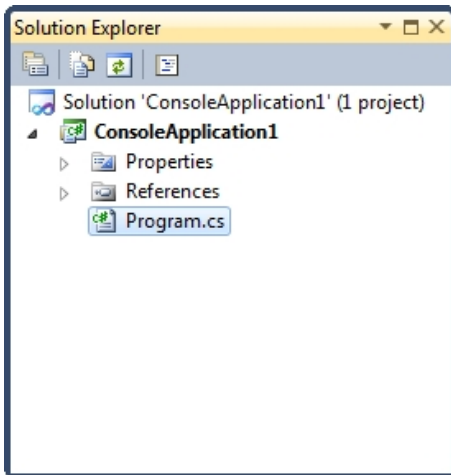 Solution Explorer
Solution 'ConsoleApplication1' (1 project)
ConsoleApplication1
Properties
References
Program.cs